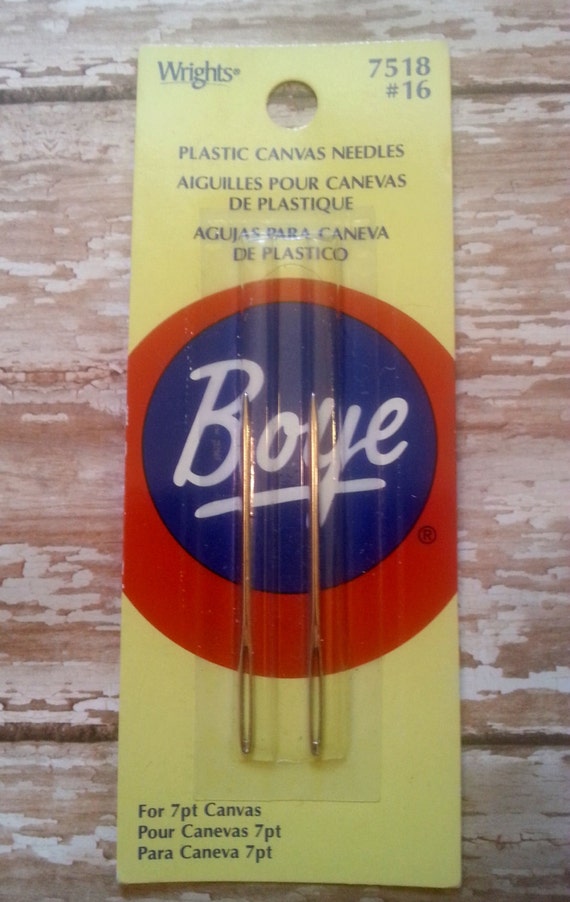 Wrights®
7518
#16
PLASTIC CANVAS NEEDLES
AIGUILLES POUR CANEVAS
DE PLASTIQUE
AGUJAS PARA CANEVA
DE PLASTICO
Boye
®
For 7pt Canvas
Pour Canevas 7pt
Para Caneva 7pt